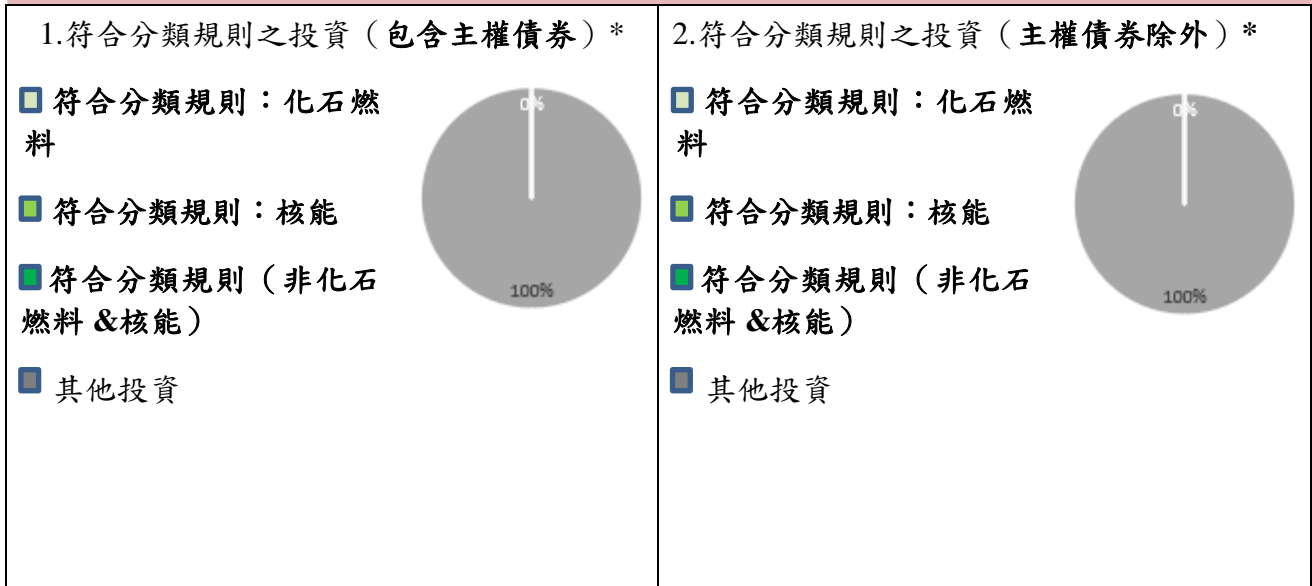 1.符合分類規則之投資（包含主權債券）*
符合分類規則：化石燃
料
符合分類規則：核能
符合分類規則（非化石
燃料 &核能）
其他投資
0%
100%
2.符合分類規則之投資（主權債券除外）*
符合分類規則：化石燃
料
符合分類規則：核能
符合分類規則（非化石
燃料 &核能）
其他投資
0%
100%